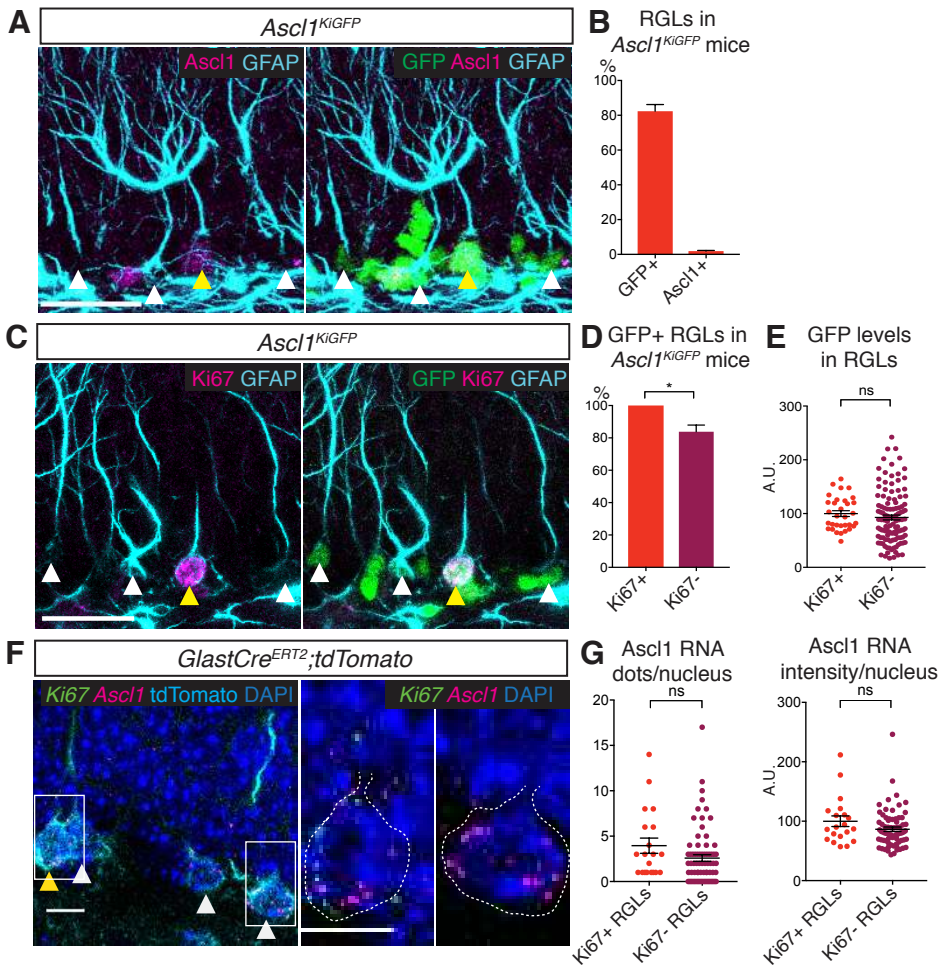 A
Ascl1KiGFP
Ascl1 GFAP
GFP Ascl1 GFAP
B
RGLs in
Ascl1KiGFP mice
%
80
60
40
20
0
GFP+
Ascl1+
C
Ascl1KiGFP
Ki67 GFAP
GFP Ki67 GFAP
D
GFP+ RGLs in
Ascl1KiGFP mice
%
*
100
80
60
40
20
0
Ki67+
Ki67-
E
GFP levels
in RGLs
ns
A.U.
300
200
100
0
Ki67+
Ki67-
F
GlastCreERT2;tdTomato
Ki67 Ascl1 tdTomato DAPI
Ki67 Ascl1 DAPI
G
Ascl1 RNA
dots/nucleus
ns
20
15
10
5
0
Ki67+ RGLs
Ki67- RGLs
Ascl1 RNA
intensity/nucleus
ns
A.U.
300
200
100
0
Ki67+ RGLs
Ki67- RGLs